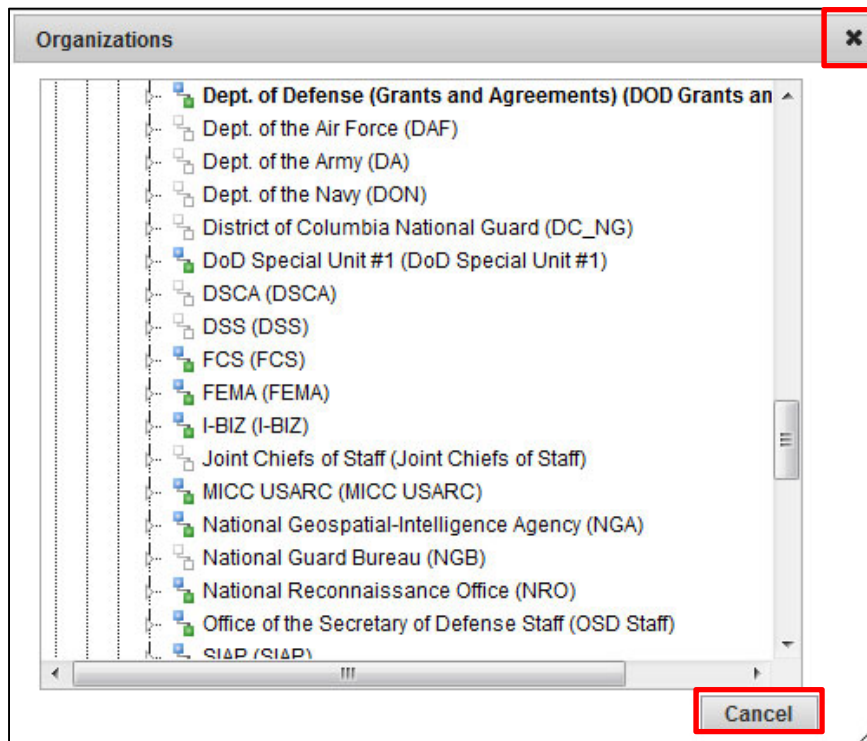 Organizations
Dept. of Defense (Grants and Agreements) (DOD Grants an
Dept. of the Air Force (DAF)
Dept. of the Army (DA)
Dept. of the Navy (DON)
District of Columbia National Guard (DC_NG)
DoD Special Unit #1 (DoD Special Unit #1)
DSCA (DSCA)
DSS (DSS)
FCS (FCS)
FEMA (FEMA)
I-BIZ (I-BIZ)
Joint Chiefs of Staff (Joint Chiefs of Staff)
MICC USARC (MICC USARC)
National Geospatial-Intelligence Agency (NGA)
National Guard Bureau (NGB)
National Reconnaissance Office (NRO)
Office of the Secretary of Defense Staff (OSD Staff)
SIAP (SIAP)
Cancel